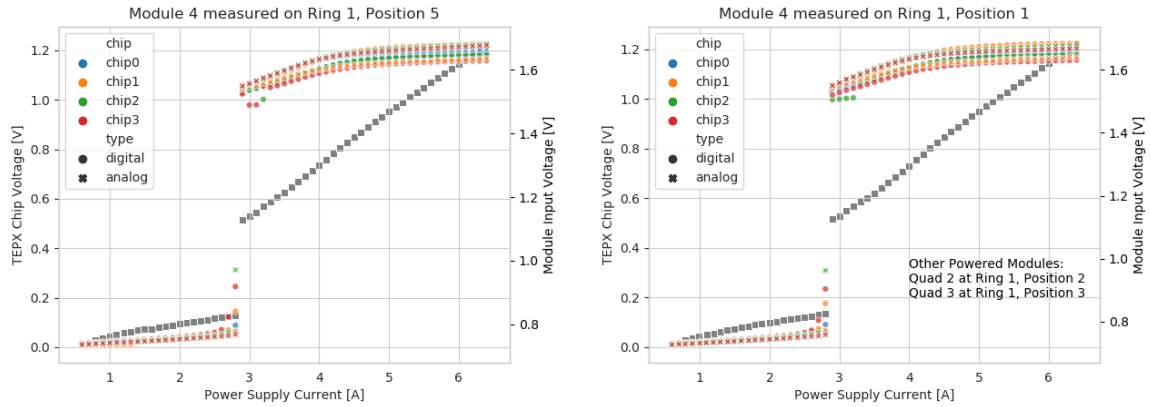 Module 4 measured on Ring 1, Position 5
TEPX Chip Voltage [V]
1.2
1.0
0.8
0.6
0.4
0.2
0.0
chip
chip0
chip1
chip2
chip3
type
digital
analog
1.6
1.4
1.2
1.0
0.8
Module Input Voltage [V]
1 2 3 4 5 6
Power Supply Current [A]
Module 4 measured on Ring 1, Position 1
TEPX Chip Voltage [V]
1.2
1.0
0.8
0.6
0.4
0.2
0.0
chip
chip0
chip1
chip2
chip3
type
digital
analog
Other Powered Modules:
Quad 2 at Ring 1, Position 2
Quad 3 at Ring 1, Position 3
1.6
1.4
1.2
1.0
0.8
Module Input Voltage [V]
1 2 3 4 5 6
Power Supply Current [A]